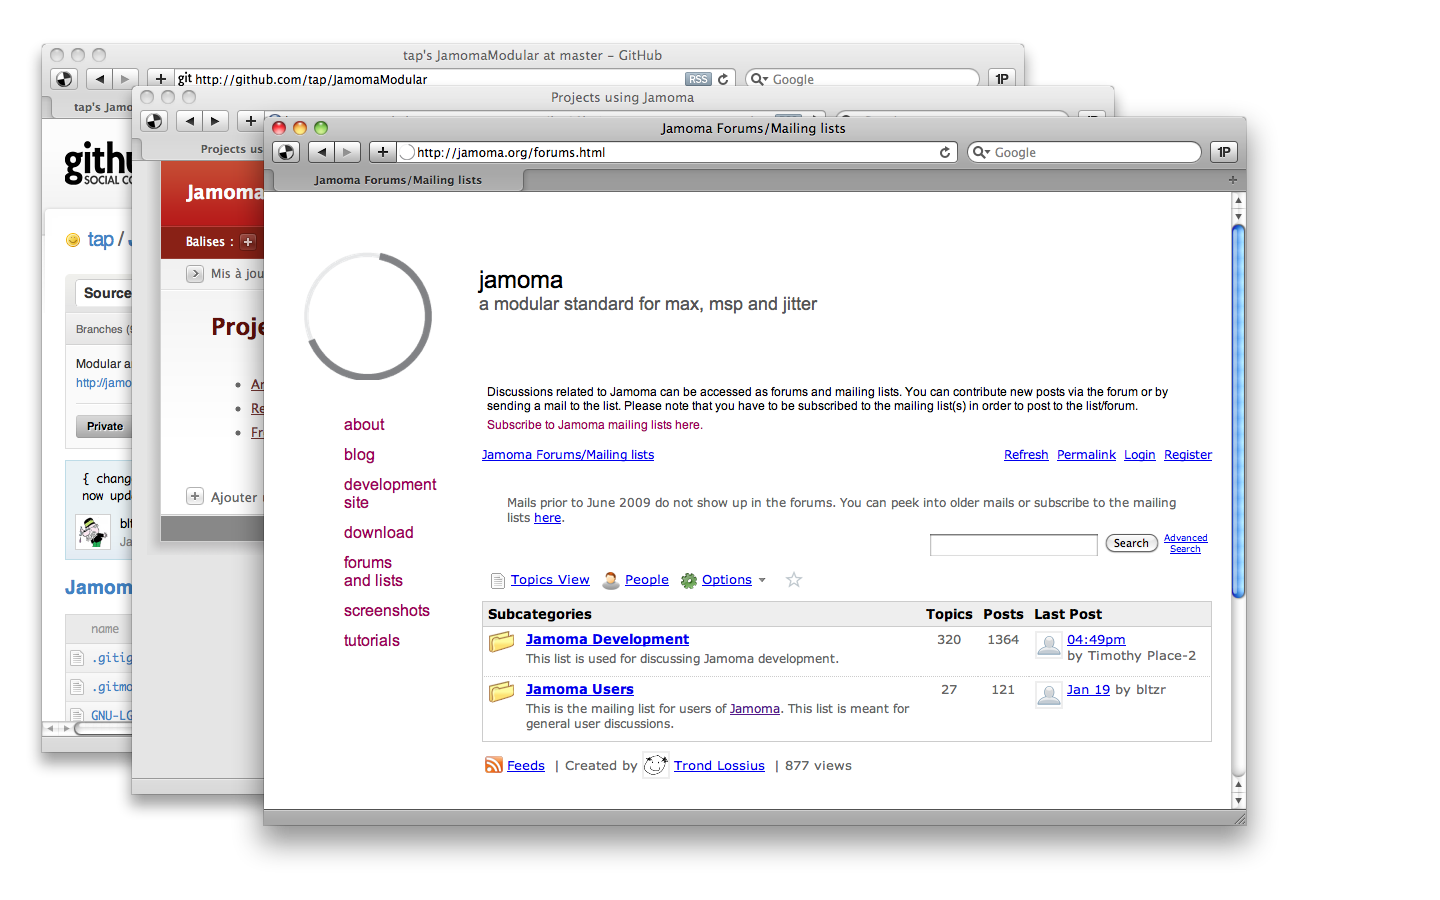 tap's JamomaModular at master – GitHub
git http://github.com/tap/JamomaModular
RSS
Google
1P
tap's Jamo
SOCIAL CO
tap /
Source
Branches (
Modular a
http://jamo
Private
{ chang
now upd
blt
Ja
Jamom
name
.gitig
.gitmo
GNU-LG
Projects using Jamoma
Projects us
Jamoma
Balises :
Mis à jou
Proje
An
Re
Fr
Ajouter
Jamoma Forums/Mailing lists
http://jamoma.org/forums.html
Google
1P
Jamoma Forums/Mailing lists
jamoma
a modular standard for max, msp and jitter
Discussions related to Jamoma can be accessed as forums and mailing lists. You can contribute new posts via the forum or by
sending a mail to the list. Please note that you have to be subscribed to the mailing list(s) in order to post to the list/forum.
Subscribe to Jamoma mailing lists here.
about
blog
development
site
download
forums
and lists
screenshots
tutorials
Jamoma Forums/Mailing lists
Refresh Permalink Login Register
Mails prior to June 2009 do not show up in the forums. You can peek into older mails or subscribe to the mailing
lists here.
Search
Advanced
Search
Topics View People Options
Subcategories Topics Posts Last Post
Jamoma Development 320 1364 04:49pm
This list is used for discussing Jamoma development. by Timothy Place-2
Jamoma Users 27 121 Jan 19 by bltzr
This is the mailing list for users of Jamoma. This list is meant for
general user discussions.
Feeds | Created by Trond Lossius | 877 views